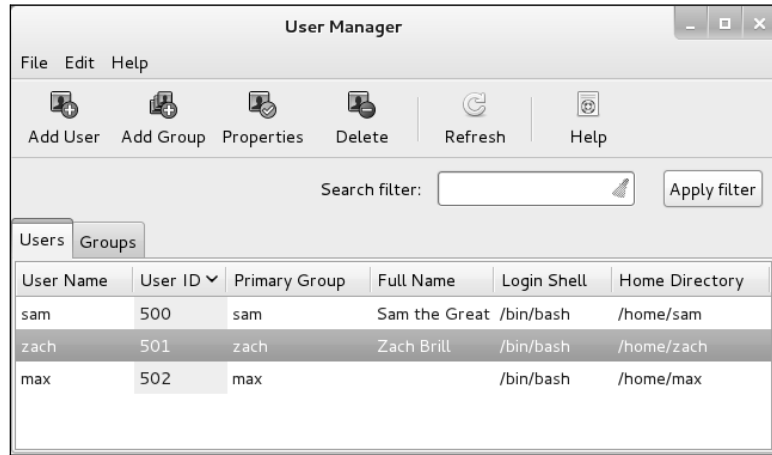 User Manager
File Edit Help
Add User Add Group Properties Delete Refresh Help
Search filter: Apply filter
Users Groups
User Name User ID Primary Group Full Name Login Shell Home Directory
sam 500 sam Sam the Great /bin/bash /home/sam
zach 501 zach Zach Brill /bin/bash /home/zach
max 502 max /bin/bash /home/max